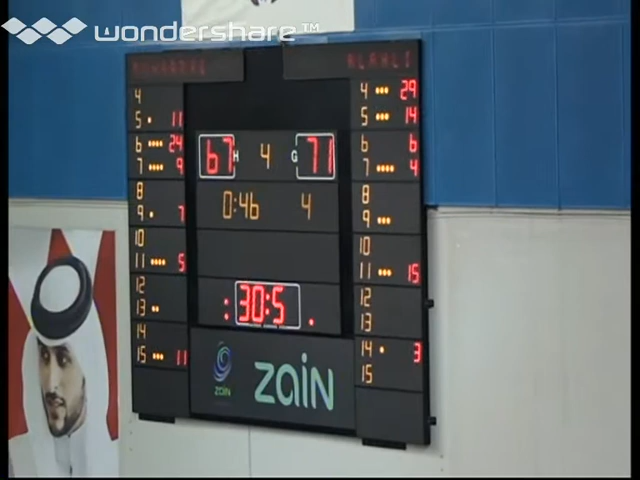 wondershare™
ALAHLI
4 4 29
5 11 5 14
6 24 6 6
67 H 4 G 71
7 9 7 4
8 8
9 7 0:46 4 9
10 10
11 5 11 15
12 12
30:5
13 13
14 14 3
15 11 15
zain
zain